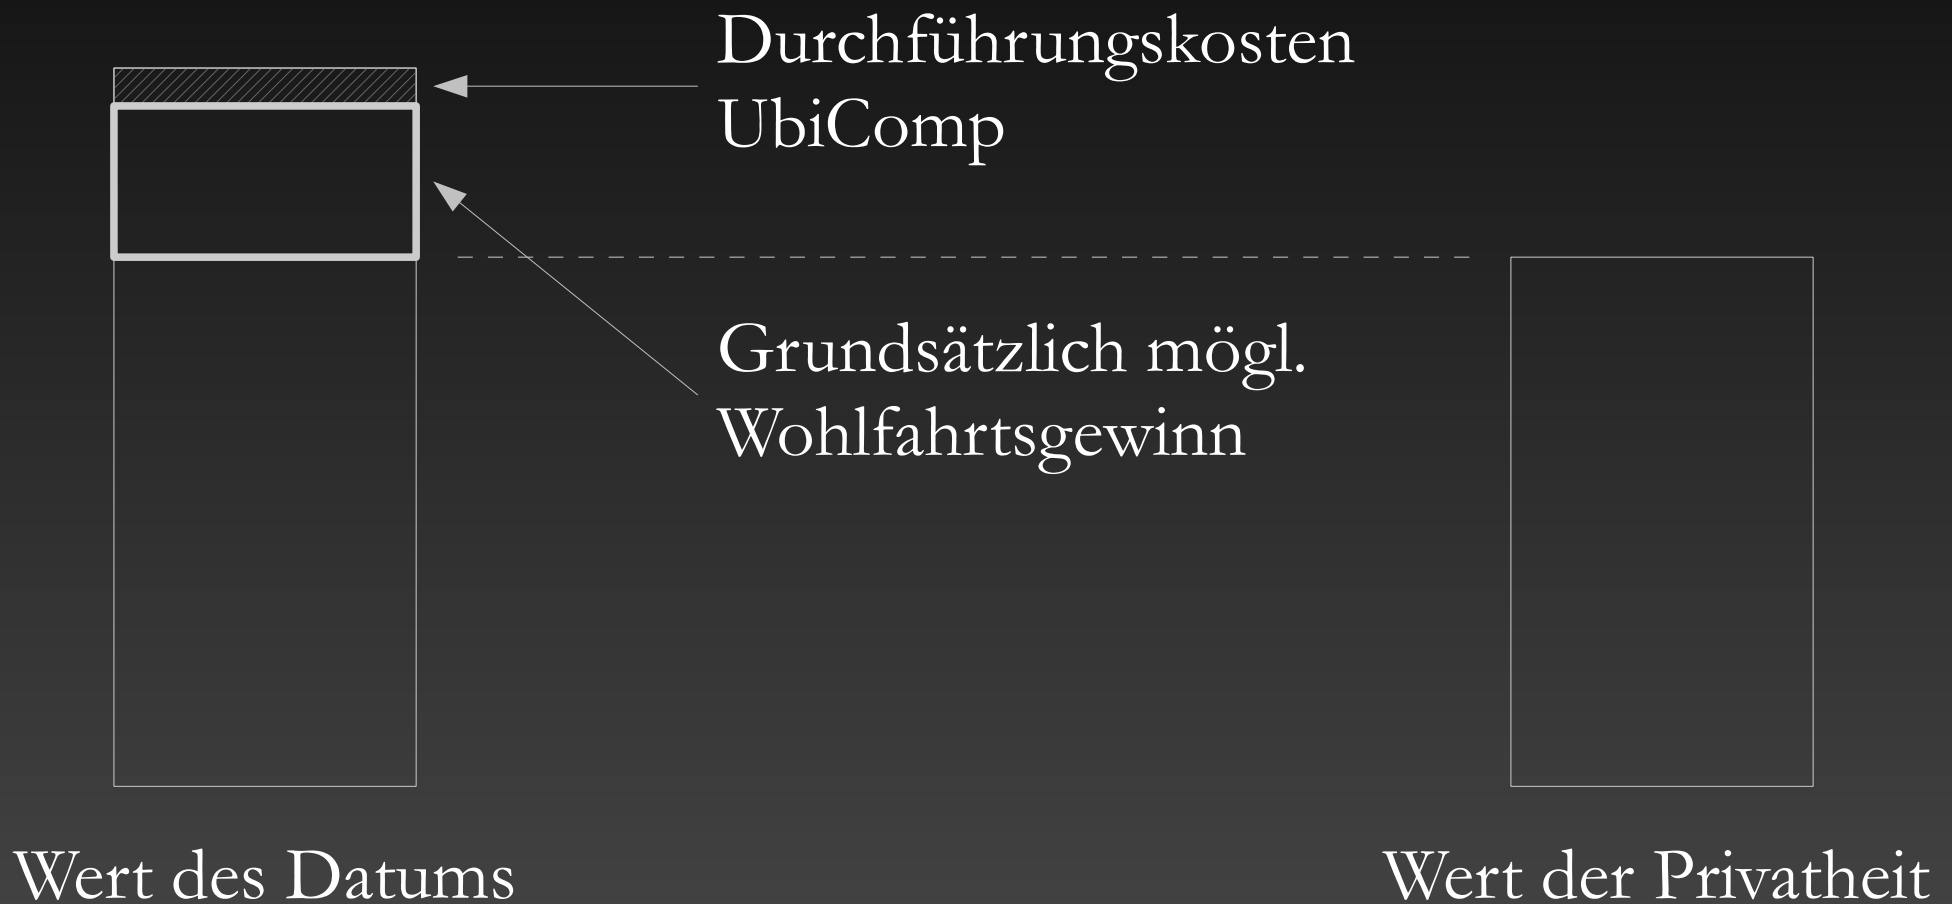 Durchführungskosten
UbiComp
Grundsätzlich mögl.
Wohlfahrtsgewinn
Wert des Datums
Wert der Privatheit